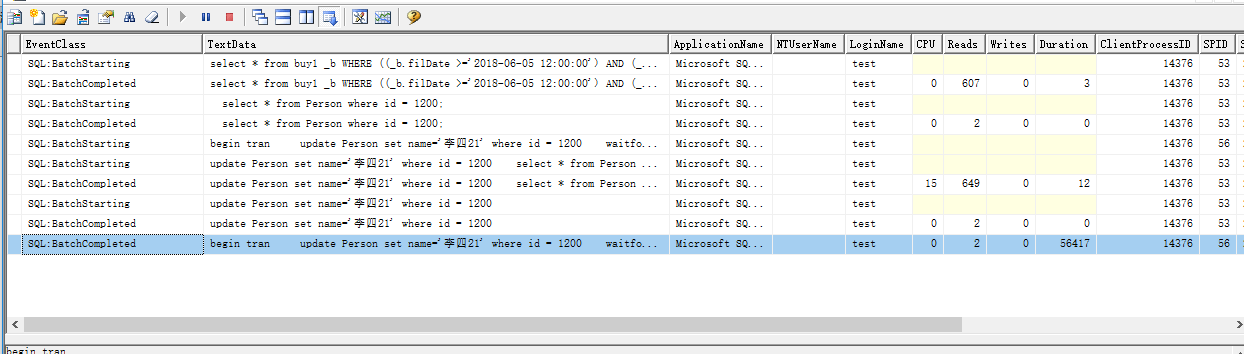 EventClass TextData ApplicationName NTUserName LoginName CPU Reads Writes Duration ClientProcessID SPID
SQL:BatchStarting select * from buy1 _b WHERE ((_b.filDate >='2018-06-05 12:00:00') AND (_... Microsoft SQ... test 14376 53
SQL:BatchCompleted select * from buy1 _b WHERE ((_b.filDate >='2018-06-05 12:00:00') AND (_... Microsoft SQ... test 0 607 0 3 14376 53
SQL:BatchStarting select * from Person where id = 1200; Microsoft SQ... test 14376 53
SQL:BatchCompleted select * from Person where id = 1200; Microsoft SQ... test 0 2 0 0 14376 53
SQL:BatchStarting begin tran update Person set name='李四21' where id = 1200 waitfo... Microsoft SQ... test 14376 56
SQL:BatchStarting update Person set name='李四21' where id = 1200 select * from Person ... Microsoft SQ... test 14376 53
SQL:BatchCompleted update Person set name='李四21' where id = 1200 select * from Person ... Microsoft SQ... test 15 649 0 12 14376 53
SQL:BatchStarting update Person set name='李四21' where id = 1200 Microsoft SQ... test 14376 53
SQL:BatchCompleted update Person set name='李四21' where id = 1200 Microsoft SQ... test 0 2 0 0 14376 53
SQL:BatchCompleted begin tran update Person set name='李四21' where id = 1200 waitfo... Microsoft SQ... test 0 2 0 56417 14376 56
begin tran